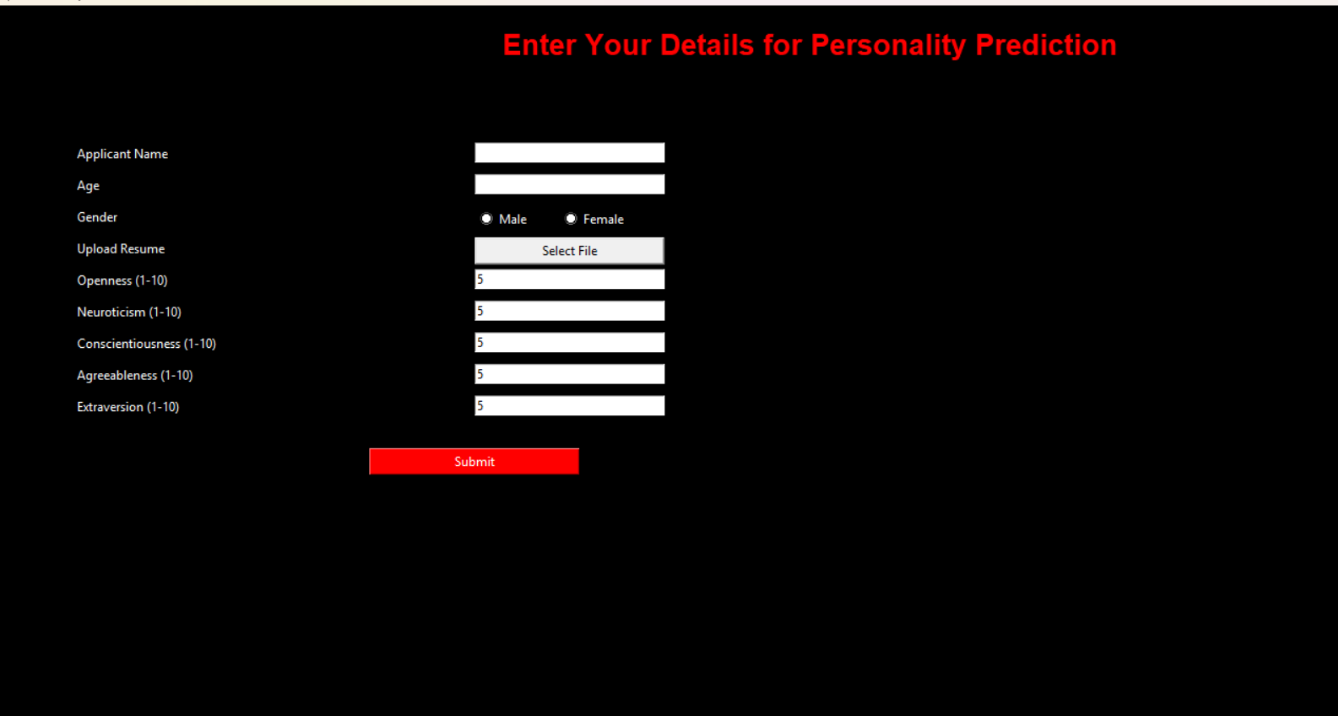 Enter Your Details for Personality Prediction
Applicant Name
Age
Gender Male Female
Upload Resume Select File
Openness (1-10) 5
Neuroticism (1-10) 5
Conscientiousness (1-10) 5
Agreeableness (1-10) 5
Extraversion (1-10) 5
Submit